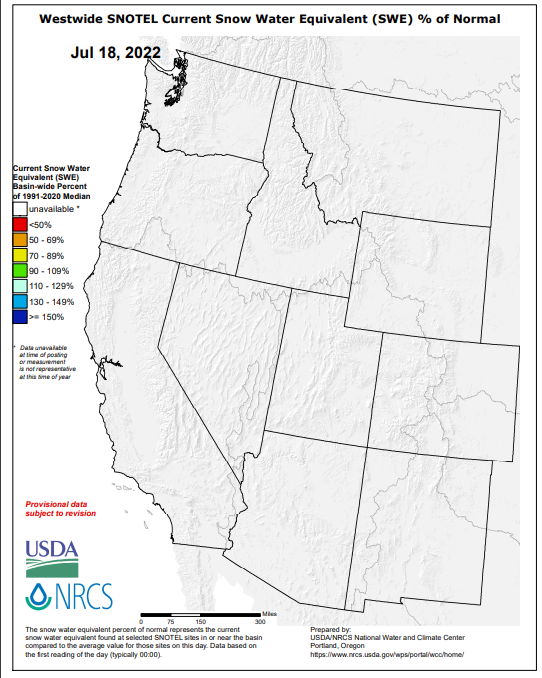 Westwide SNOTEL Current Snow Water Equivalent (SWE) % of Normal
Jul 18, 2022
Current Snow Water
Equivalent (SWE)
Basin-wide Percent
of 1991-2020 Median
unavailable *
<50%
50 - 69%
70 - 89%
90 - 109%
110 - 129%
130 - 149%
>= 150%
* Data unavailable
at time of posting
or measurement
is not representative
at this time of year
Provisional data
subject to revision
USDA
NRCS
Miles
0 75 150 300
The snow water equivalent percent of normal represents the current
snow water equivalent found at selected SNOTEL sites in or near the basin
compared to the average value for those sites on this day. Data based on
the first reading of the day (typically 00:00).
Prepared by:
USDA/NRCS National Water and Climate Center
Portland, Oregon
https://www.nrcs.usda.gov/wps/portal/wcc/home/